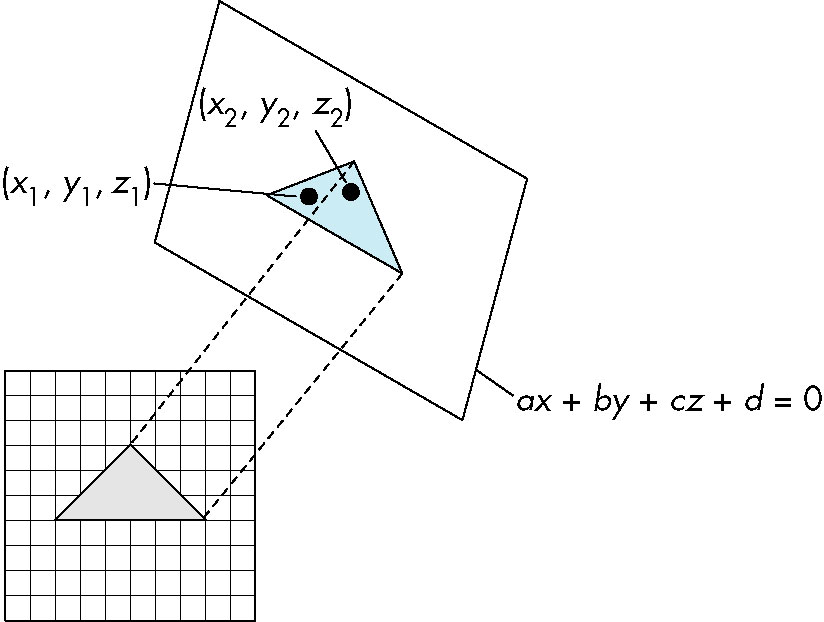 (x₂, y₂, z₂)
(x₁, y₁, z₁)
ax + by + cz + d = 0